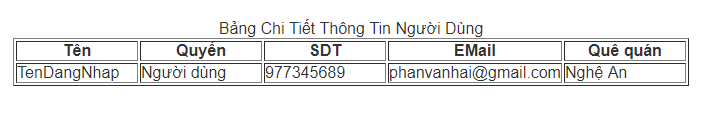 Bảng Chi Tiết Thông Tin Người Dùng
Tên Quyền SDT EMail Quê quán
TenDangNhap Người dùng 977345689 phanvanhai@gmail.com Nghệ An